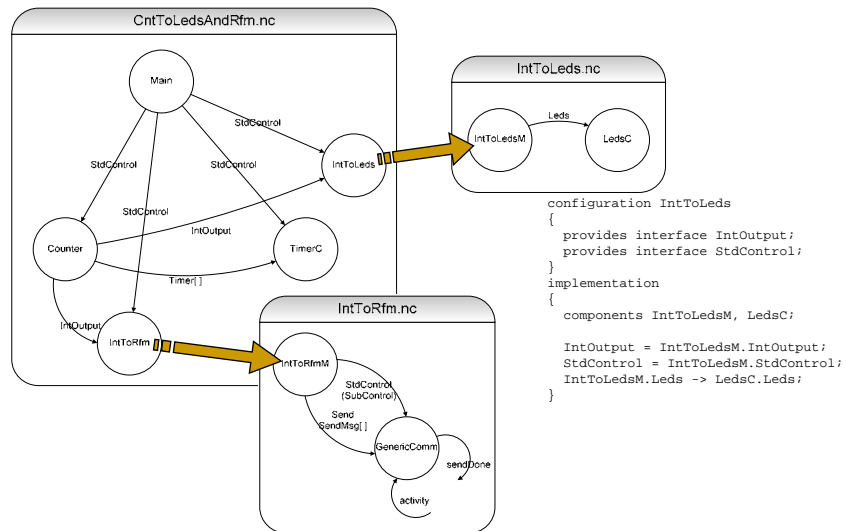 CntToLedsAndRfm.nc
Main
StdControl
StdControl
StdControl
StdControl
IntToLeds
IntOutput
Counter
TimerC
Timer[ ]
IntOutput
IntToRfm
IntToLeds.nc
Leds
IntToLedsM
LedsC
configuration IntToLeds
{
provides interface IntOutput;
provides interface StdControl;
}
implementation
{
components IntToLedsM, LedsC;
IntOutput = IntToLedsM.IntOutput;
StdControl = IntToLedsM.StdControl;
IntToLedsM.Leds -> LedsC.Leds;
}
IntToRfm.nc
IntToRfmM
StdControl
(SubControl)
Send
SendMsg[ ]
GenericComm
sendDone
activity